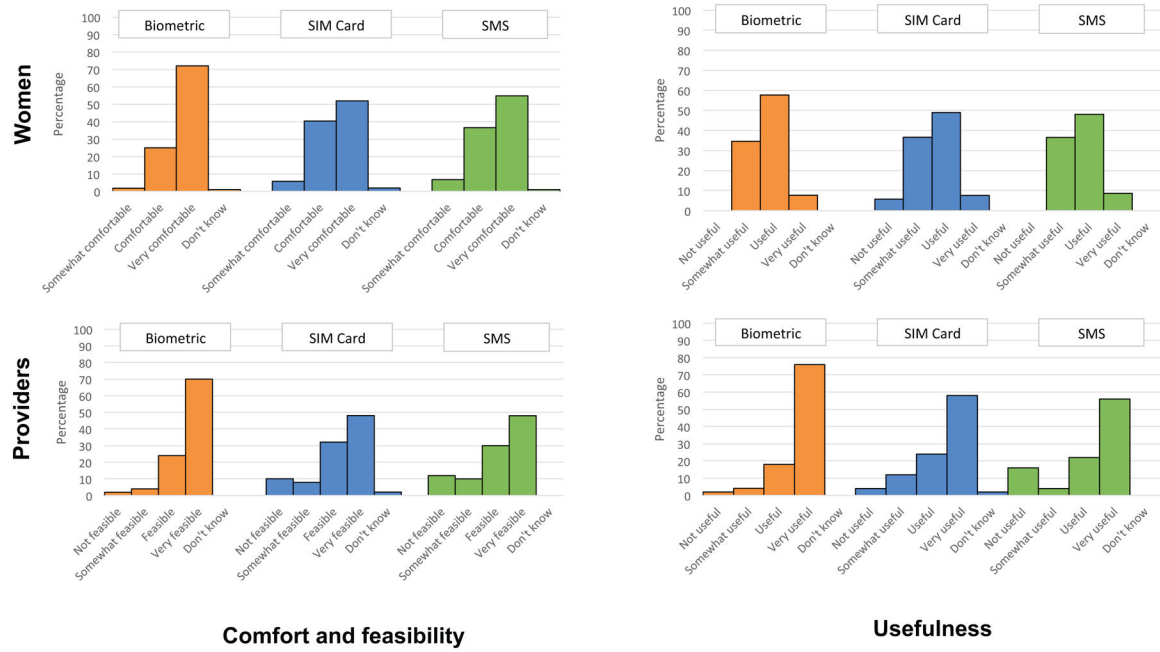 Women
Percentage
100
90
80
70
60
50
40
30
20
10
0
Biometric
SIM Card
SMS
Somewhat comfortable
Comfortable
Very comfortable
Don't know
Somewhat comfortable
Comfortable
Very comfortable
Don't know
Somewhat comfortable
Comfortable
Very comfortable
Don't know
Percentage
100
90
80
70
60
50
40
30
20
10
0
Biometric
SIM Card
SMS
Not useful
Somewhat useful
Useful
Very useful
Don't know
Not useful
Somewhat useful
Useful
Very useful
Don't know
Not useful
Somewhat useful
Useful
Very useful
Don't know
Providers
Percentage
100
90
80
70
60
50
40
30
20
10
0
Biometric
SIM Card
SMS
Not feasible
Somewhat feasible
Feasible
Very feasible
Don't know
Not feasible
Somewhat feasible
Feasible
Very feasible
Don't know
Not feasible
Somewhat feasible
Feasible
Very feasible
Don't know
Percentage
100
90
80
70
60
50
40
30
20
10
0
Biometric
SIM Card
SMS
Not useful
Somewhat useful
Useful
Very useful
Don't know
Not useful
Somewhat useful
Useful
Very useful
Don't know
Not useful
Somewhat useful
Useful
Very useful
Don't know
Comfort and feasibility
Usefulness